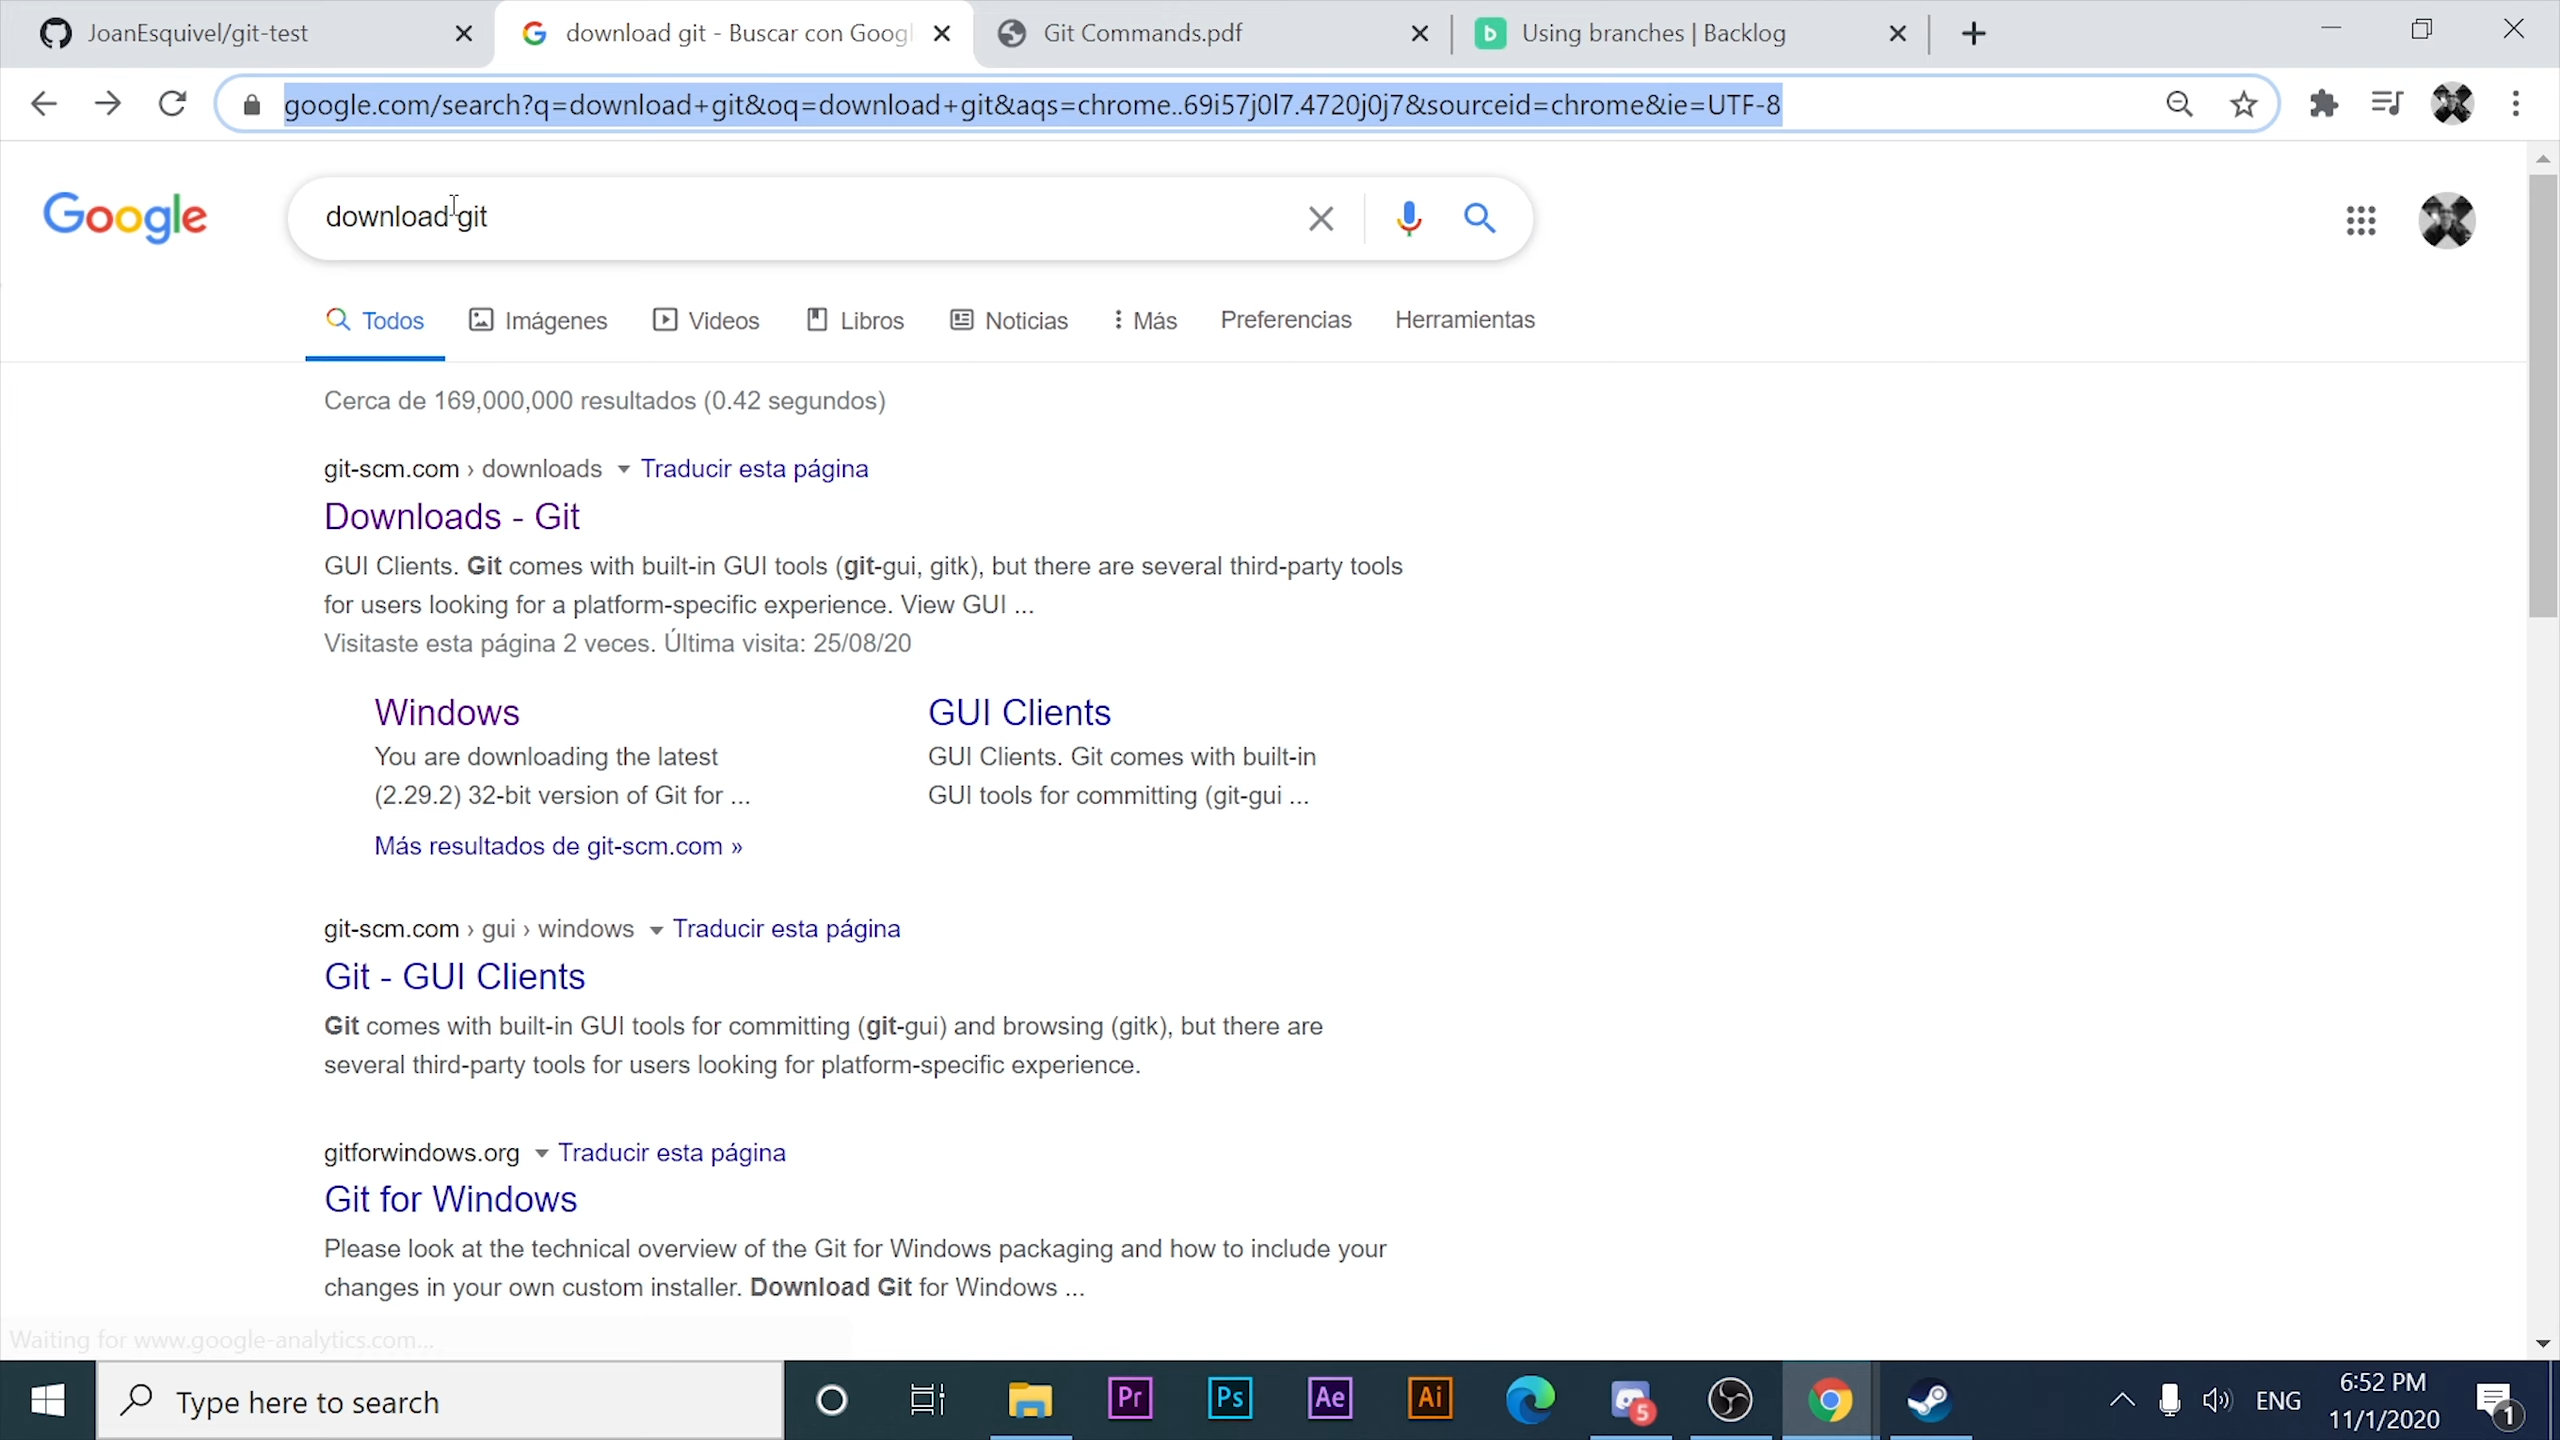 JoanEsquivel/git-test
download git - Buscar con Googl
Git Commands.pdf
Using branches | Backlog
google.com/search?q=download+git&oq=download+git&aqs=chrome..69i57j0l7.4720j0j7&sourceid=chrome&ie=UTF-8
Google
download git
Todos
Imágenes
Videos
Libros
Noticias
Más
Preferencias
Herramientas
Cerca de 169,000,000 resultados (0.42 segundos)
git-scm.com › downloads Traducir esta página
Downloads - Git
GUI Clients. Git comes with built-in GUI tools (git-gui, gitk), but there are several third-party tools
for users looking for a platform-specific experience. View GUI ...
Visitaste esta página 2 veces. Última visita: 25/08/20
Windows
You are downloading the latest
(2.29.2) 32-bit version of Git for ...
GUI Clients
GUI Clients. Git comes with built-in
GUI tools for committing (git-gui ...
Más resultados de git-scm.com »
git-scm.com › gui › windows Traducir esta página
Git - GUI Clients
Git comes with built-in GUI tools for committing (git-gui) and browsing (gitk), but there are
several third-party tools for users looking for platform-specific experience.
gitforwindows.org Traducir esta página
Git for Windows
Please look at the technical overview of the Git for Windows packaging and how to include your
changes in your own custom installer. Download Git for Windows ...
Waiting for www.google-analytics.com...
Type here to search
Pr
Ps
Ae
Ai
5
ENG
6:52 PM
11/1/2020
1